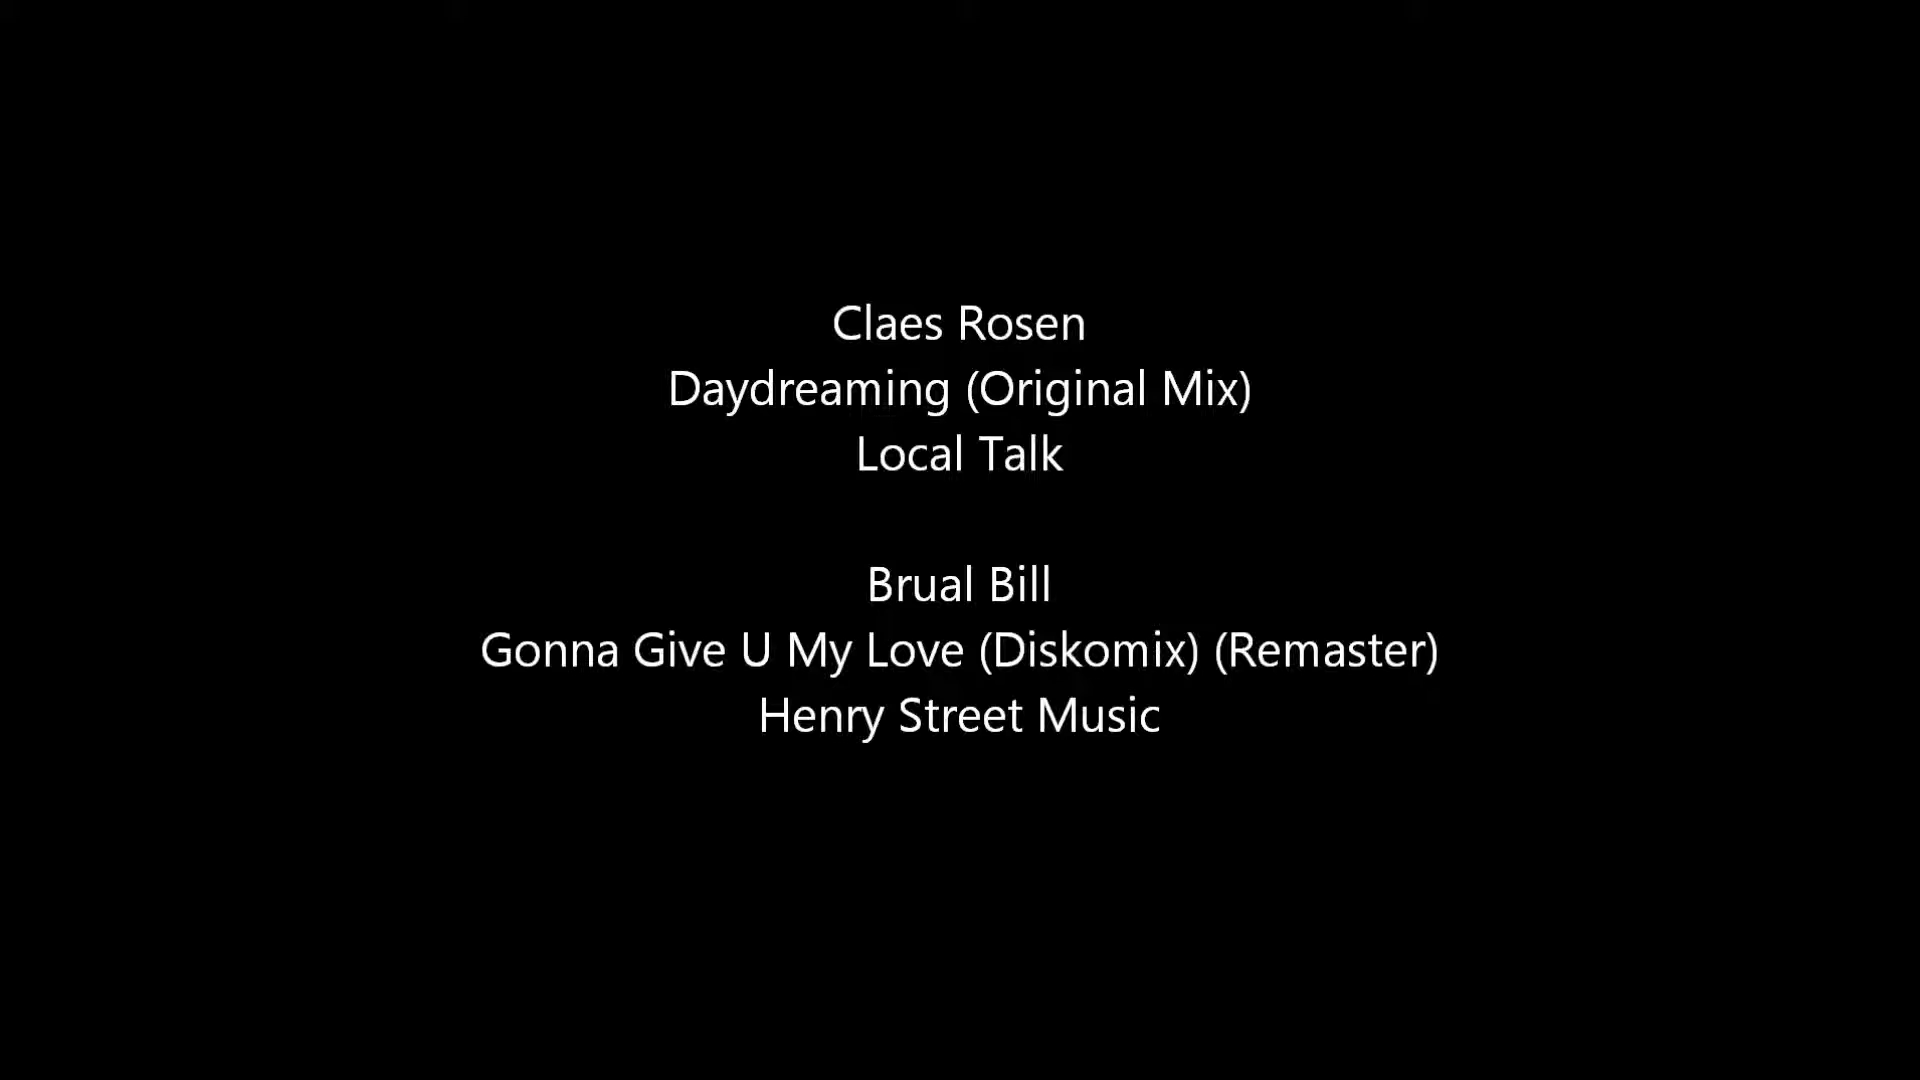 Claes Rosen
Daydreaming (Original Mix)
Local Talk
Brual Bill
Gonna Give U My Love (Diskomix) (Remaster)
Henry Street Music